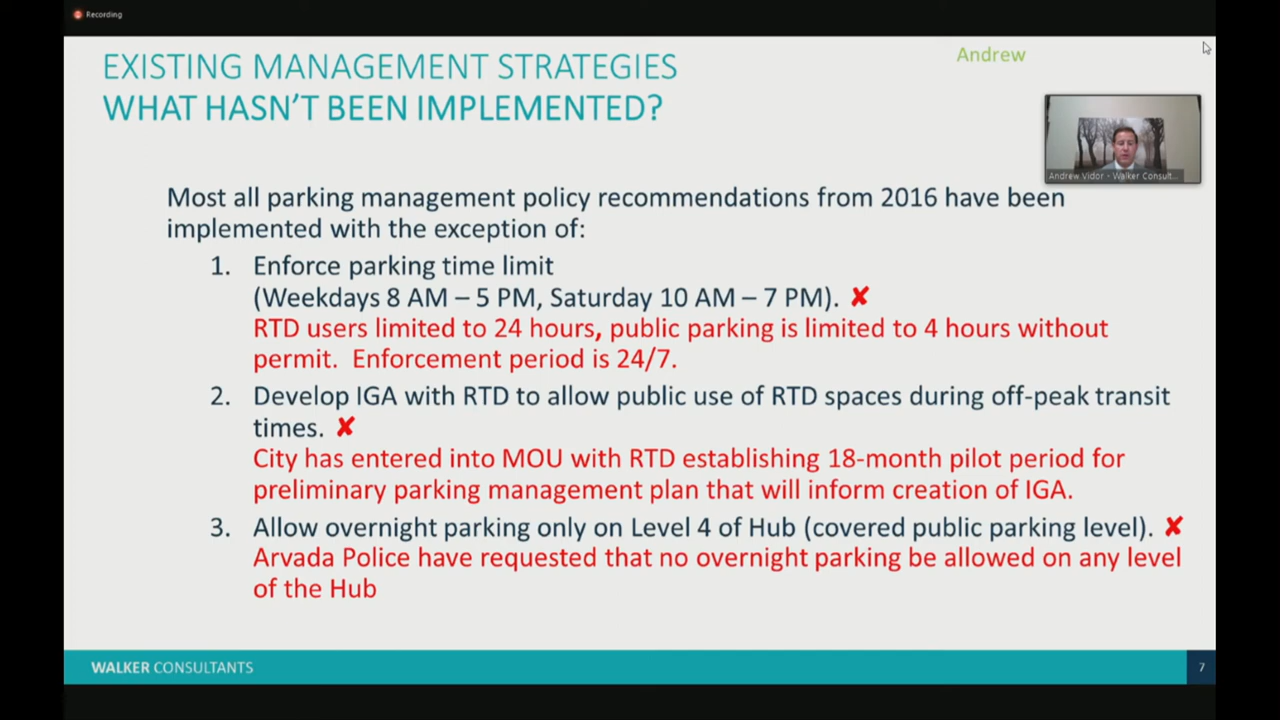 Recording
EXISTING MANAGEMENT STRATEGIES
WHAT HASN'T BEEN IMPLEMENTED?
Andrew
Andrew Vidor - Walker Consult...
Most all parking management policy recommendations from 2016 have been
implemented with the exception of:
1. Enforce parking time limit
(Weekdays 8 AM – 5 PM, Saturday 10 AM – 7 PM). ✘
RTD users limited to 24 hours, public parking is limited to 4 hours without
permit. Enforcement period is 24/7.
2. Develop IGA with RTD to allow public use of RTD spaces during off-peak transit
times. ✘
City has entered into MOU with RTD establishing 18-month pilot period for
preliminary parking management plan that will inform creation of IGA.
3. Allow overnight parking only on Level 4 of Hub (covered public parking level). ✘
Arvada Police have requested that no overnight parking be allowed on any level
of the Hub
WALKER CONSULTANTS
7